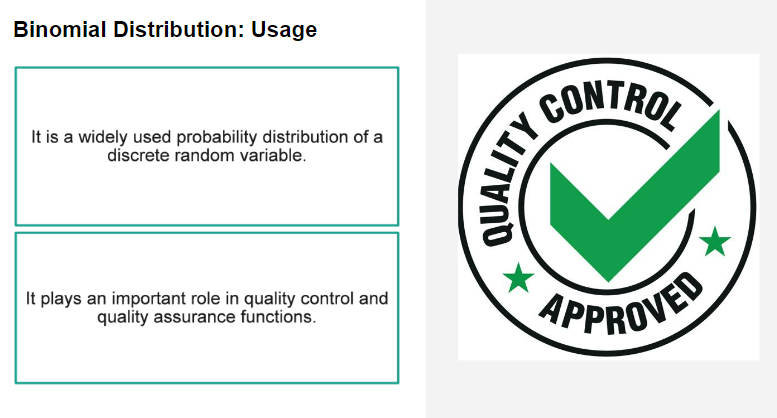 Binomial Distribution: Usage
It is a widely used probability distribution of a
discrete random variable.
It plays an important role in quality control and
quality assurance functions.
QUALITY CONTROL
APPROVED